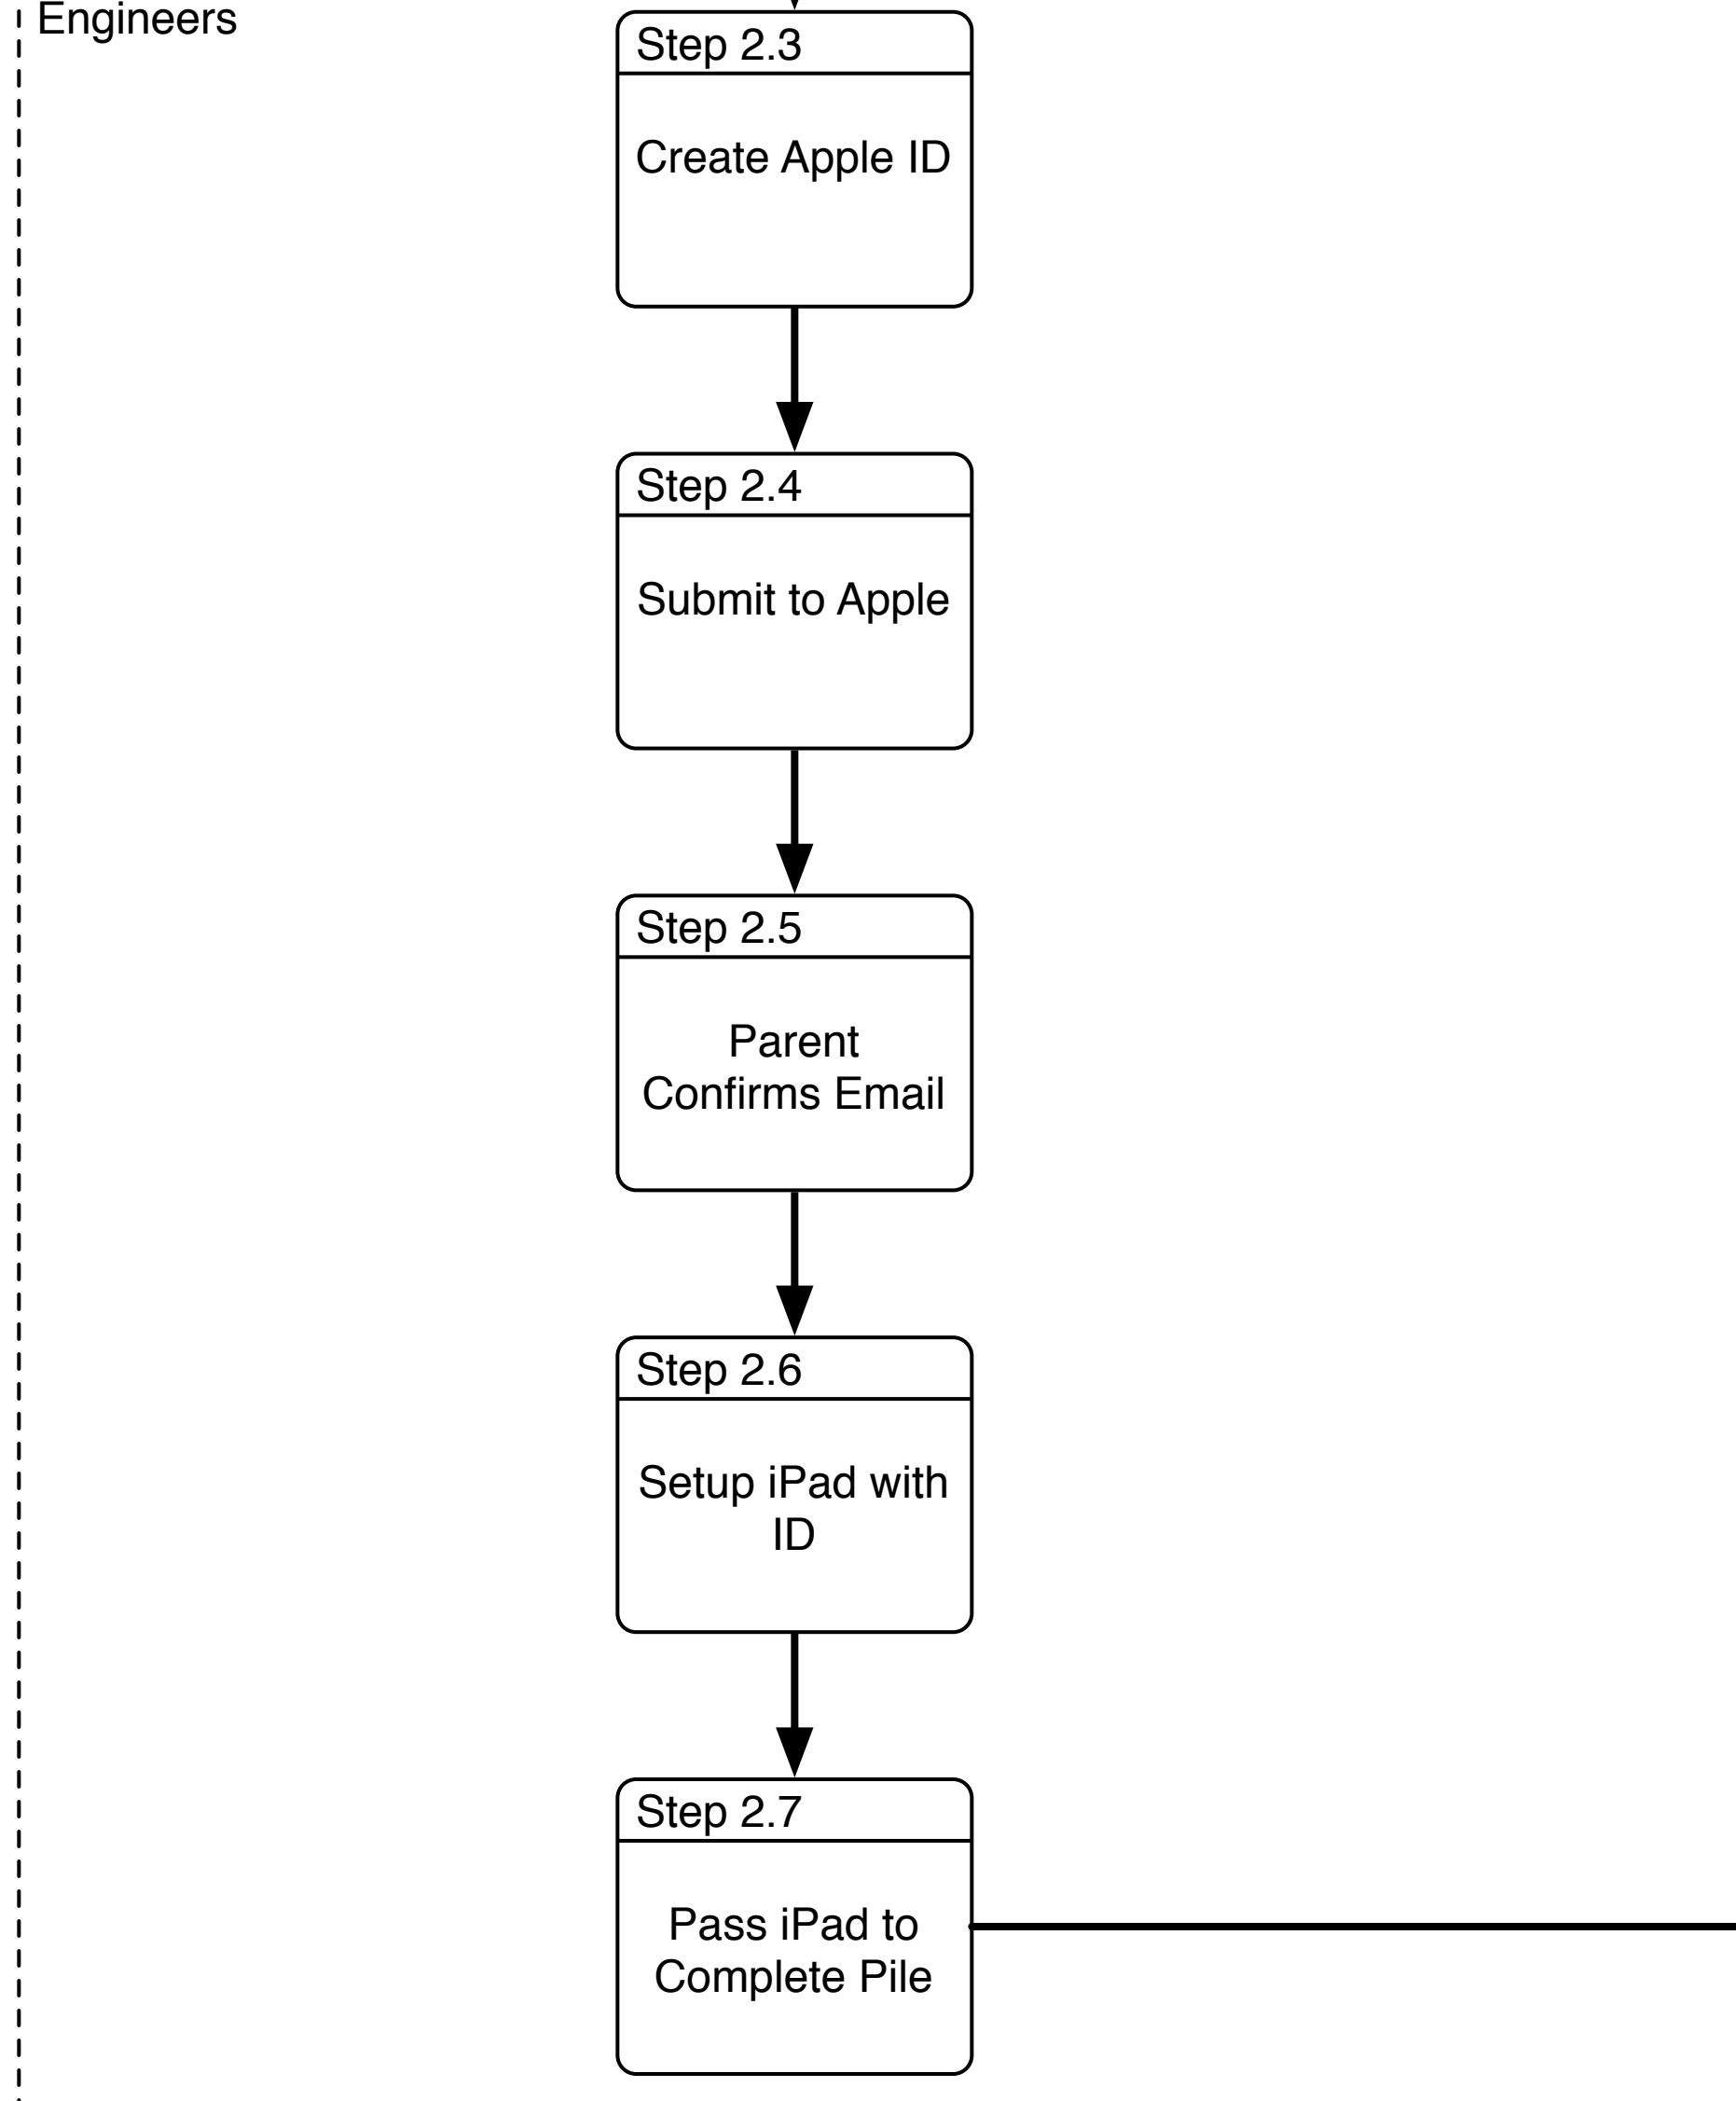 Engineers
Step 2.3
Create Apple ID
Step 2.4
Submit to Apple
Step 2.5
Parent
Confirms Email
Step 2.6
Setup iPad with
ID
Step 2.7
Pass iPad to
Complete Pile